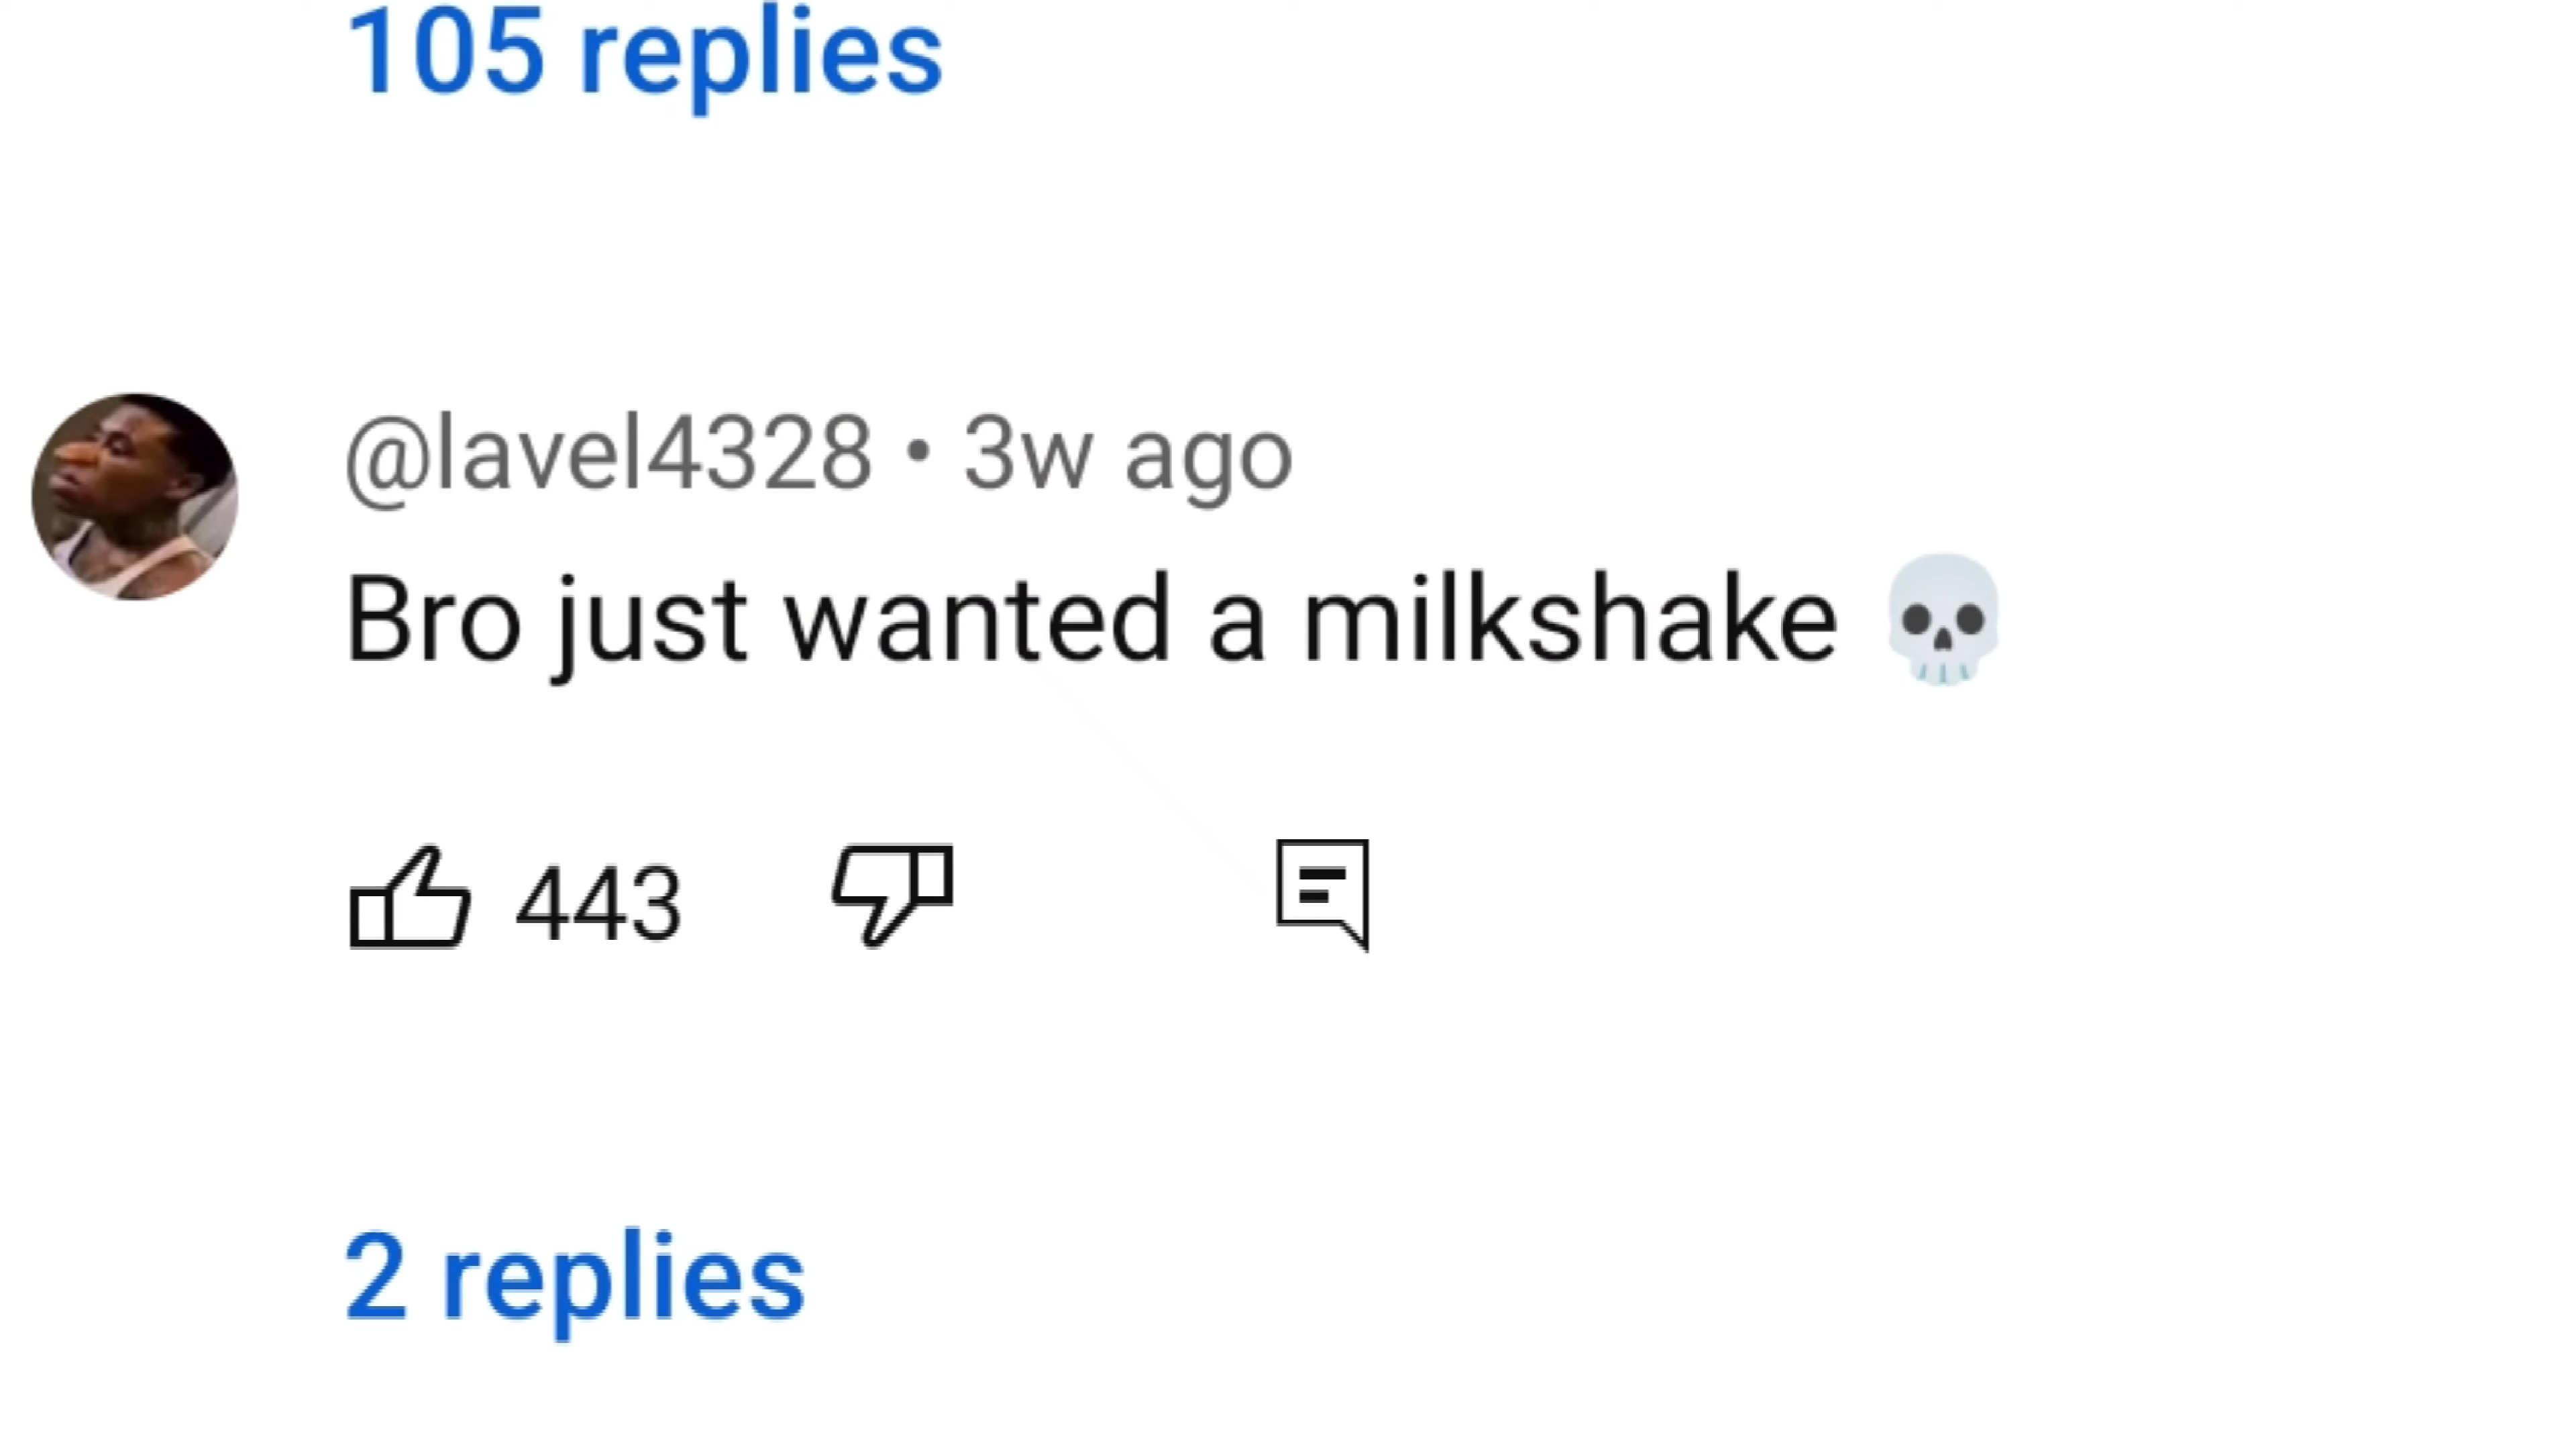 105 replies
@lavel4328 • 3w ago
Bro just wanted a milkshake 💀
443
2 replies